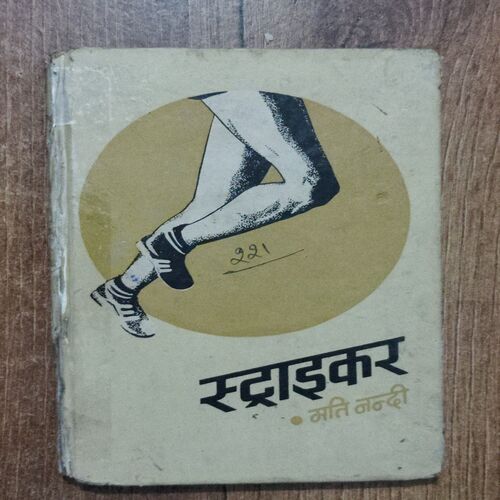 २२१
स्ट्राइकर
• मति नन्दी